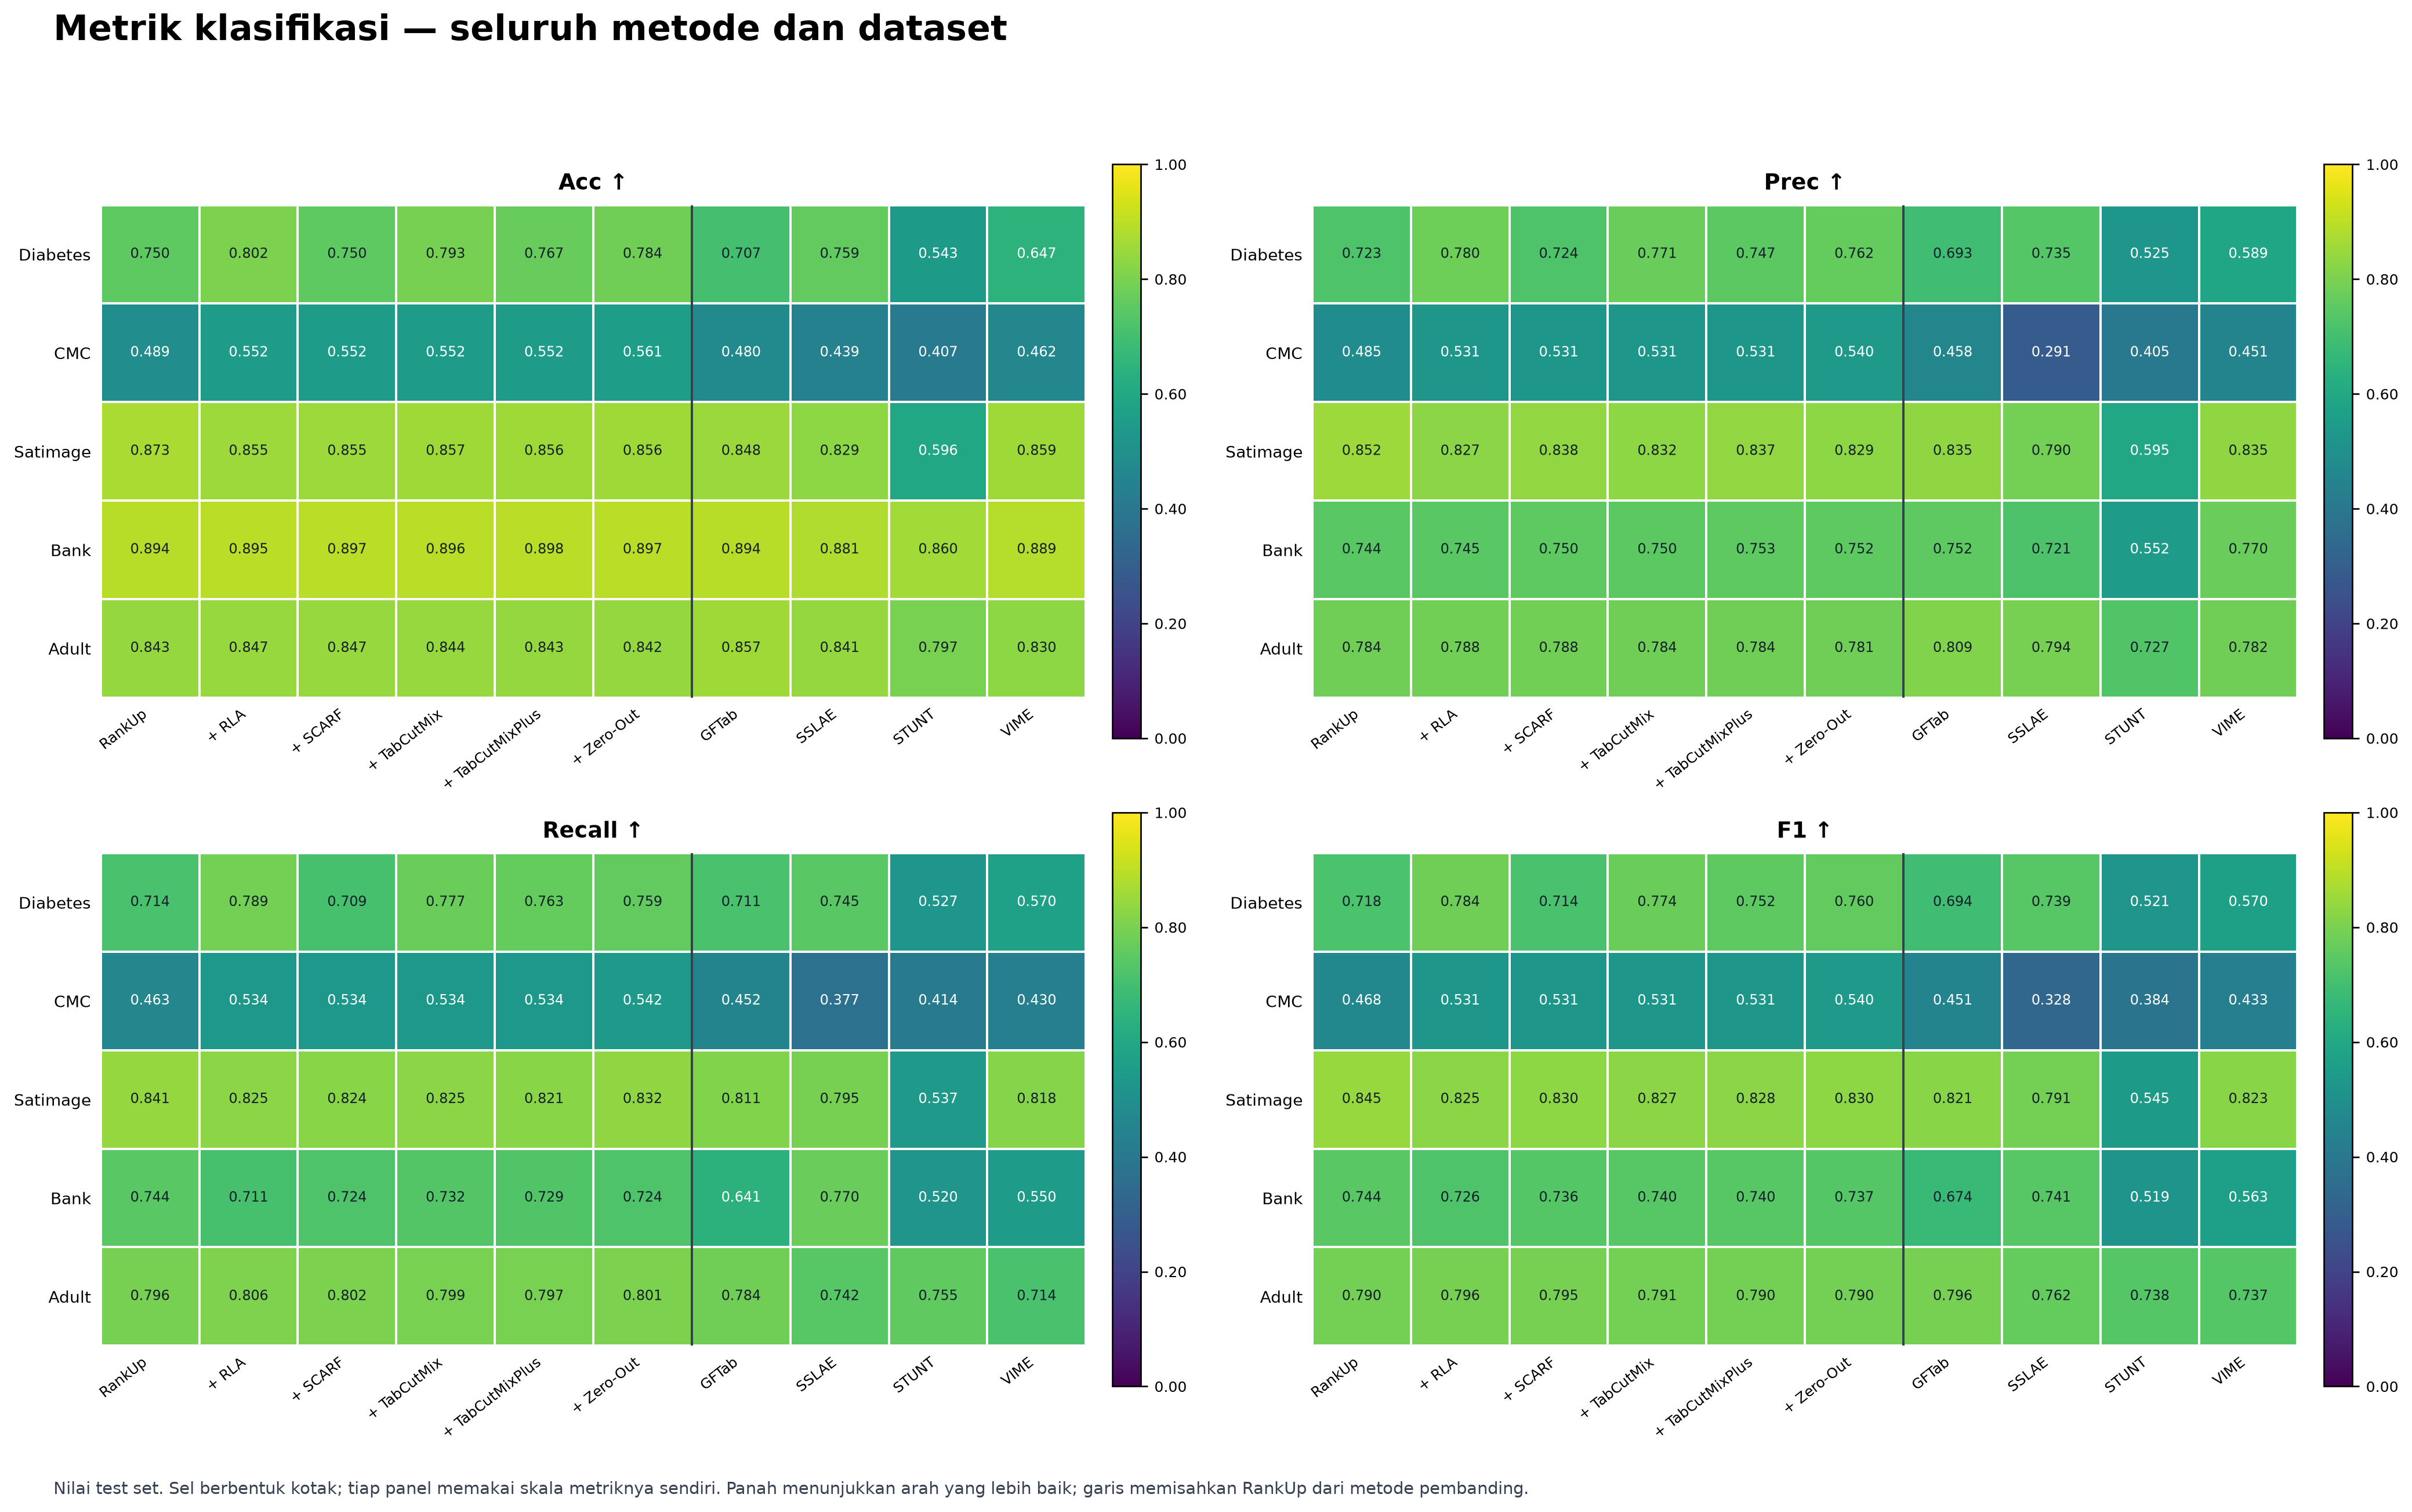 Metrik klasifikasi — seluruh metode dan dataset
Acc ↑
Diabetes 0.750 0.802 0.750 0.793 0.767 0.784 0.707 0.759 0.543 0.647
CMC 0.489 0.552 0.552 0.552 0.552 0.561 0.480 0.439 0.407 0.462
Satimage 0.873 0.855 0.855 0.857 0.856 0.856 0.848 0.829 0.596 0.859
Bank 0.894 0.895 0.897 0.896 0.898 0.897 0.894 0.881 0.860 0.889
Adult 0.843 0.847 0.847 0.844 0.843 0.842 0.857 0.841 0.797 0.830
RankUp + RLA + SCARF + TabCutMix + TabCutMixPlus + Zero-Out GFTab SSLAE STUNT VIME
1.00
0.80
0.60
0.40
0.20
0.00
Prec ↑
Diabetes 0.723 0.780 0.724 0.771 0.747 0.762 0.693 0.735 0.525 0.589
CMC 0.485 0.531 0.531 0.531 0.531 0.540 0.458 0.291 0.405 0.451
Satimage 0.852 0.827 0.838 0.832 0.837 0.829 0.835 0.790 0.595 0.835
Bank 0.744 0.745 0.750 0.750 0.753 0.752 0.752 0.721 0.552 0.770
Adult 0.784 0.788 0.788 0.784 0.784 0.781 0.809 0.794 0.727 0.782
RankUp + RLA + SCARF + TabCutMix + TabCutMixPlus + Zero-Out GFTab SSLAE STUNT VIME
1.00
0.80
0.60
0.40
0.20
0.00
Recall ↑
Diabetes 0.714 0.789 0.709 0.777 0.763 0.759 0.711 0.745 0.527 0.570
CMC 0.463 0.534 0.534 0.534 0.534 0.542 0.452 0.377 0.414 0.430
Satimage 0.841 0.825 0.824 0.825 0.821 0.832 0.811 0.795 0.537 0.818
Bank 0.744 0.711 0.724 0.732 0.729 0.724 0.641 0.770 0.520 0.550
Adult 0.796 0.806 0.802 0.799 0.797 0.801 0.784 0.742 0.755 0.714
RankUp + RLA + SCARF + TabCutMix + TabCutMixPlus + Zero-Out GFTab SSLAE STUNT VIME
1.00
0.80
0.60
0.40
0.20
0.00
F1 ↑
Diabetes 0.718 0.784 0.714 0.774 0.752 0.760 0.694 0.739 0.521 0.570
CMC 0.468 0.531 0.531 0.531 0.531 0.540 0.451 0.328 0.384 0.433
Satimage 0.845 0.825 0.830 0.827 0.828 0.830 0.821 0.791 0.545 0.823
Bank 0.744 0.726 0.736 0.740 0.740 0.737 0.674 0.741 0.519 0.563
Adult 0.790 0.796 0.795 0.791 0.790 0.790 0.796 0.762 0.738 0.737
RankUp + RLA + SCARF + TabCutMix + TabCutMixPlus + Zero-Out GFTab SSLAE STUNT VIME
1.00
0.80
0.60
0.40
0.20
0.00
Nilai test set. Sel berbentuk kotak; tiap panel memakai skala metriknya sendiri. Panah menunjukkan arah yang lebih baik; garis memisahkan RankUp dari metode pembanding.